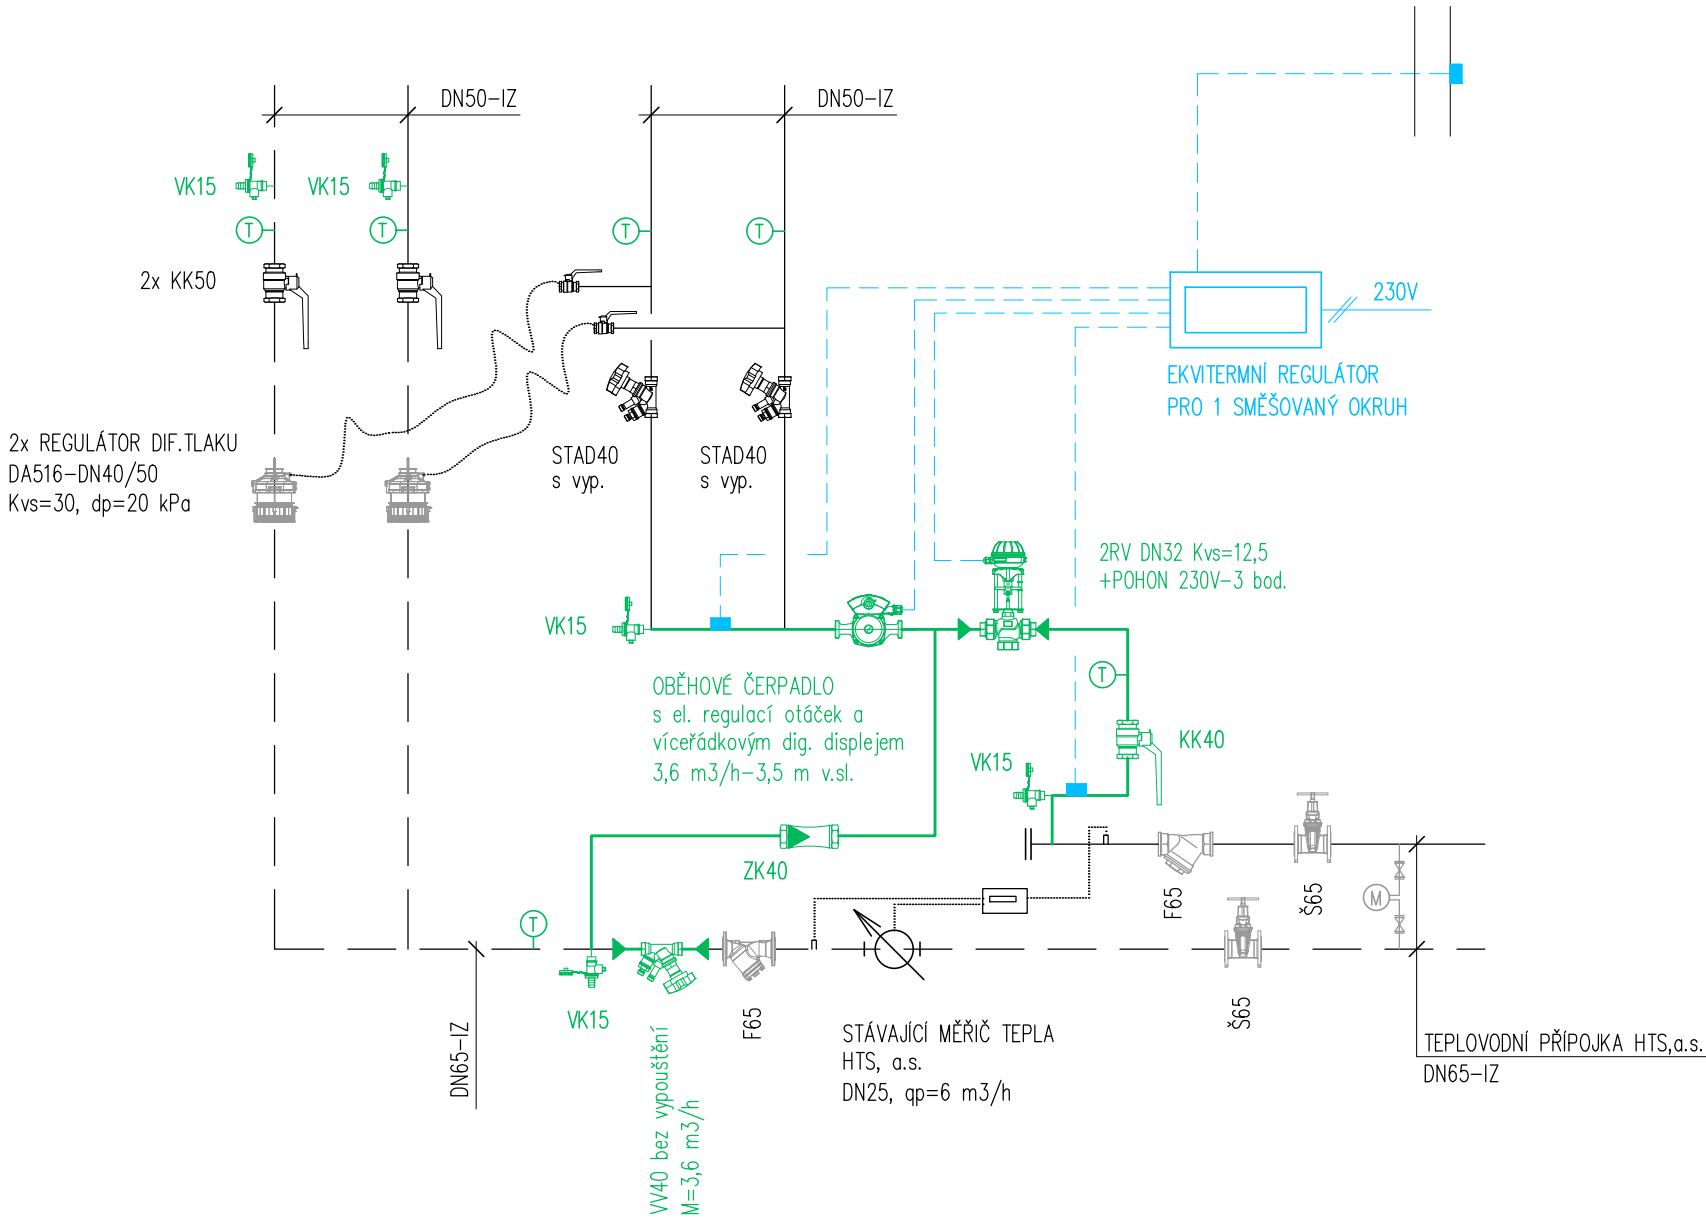 DN50-IZ
DN50-IZ
VK15
VK15
T
T
T
T
2x KK50
230V
EKVITERMNÍ REGULÁTOR
PRO 1 SMĚŠOVANÝ OKRUH
2x REGULÁTOR DIF.TLAKU
DA516-DN40/50
Kvs=30, dp=20 kPa
STAD40
s vyp.
STAD40
s vyp.
2RV DN32 Kvs=12,5
+POHON 230V-3 bod.
VK15
OBĚHOVÉ ČERPADLO
s el. regulací otáček a
víceřádkovým dig. displejem
3,6 m3/h-3,5 m v.sl.
T
KK40
VK15
ZK40
F65
Š65
M
T
VK15
F65
Š65
DN65-IZ
VV40 bez vypouštění
M=3,6 m3/h
STÁVAJÍCÍ MĚŘIČ TEPLA
HTS, a.s.
DN25, qp=6 m3/h
TEPLOVODNÍ PŘÍPOJKA HTS,a.s.
DN65-IZ